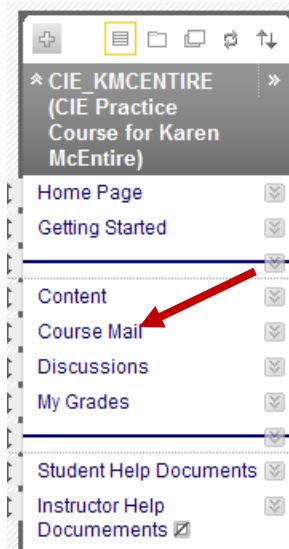 CIE_KMCENTIRE
(CIE Practice
Course for Karen
McEntire)
Home Page
Getting Started
Content
Course Mail
Discussions
My Grades
Student Help Documents
Instructor Help
Documements